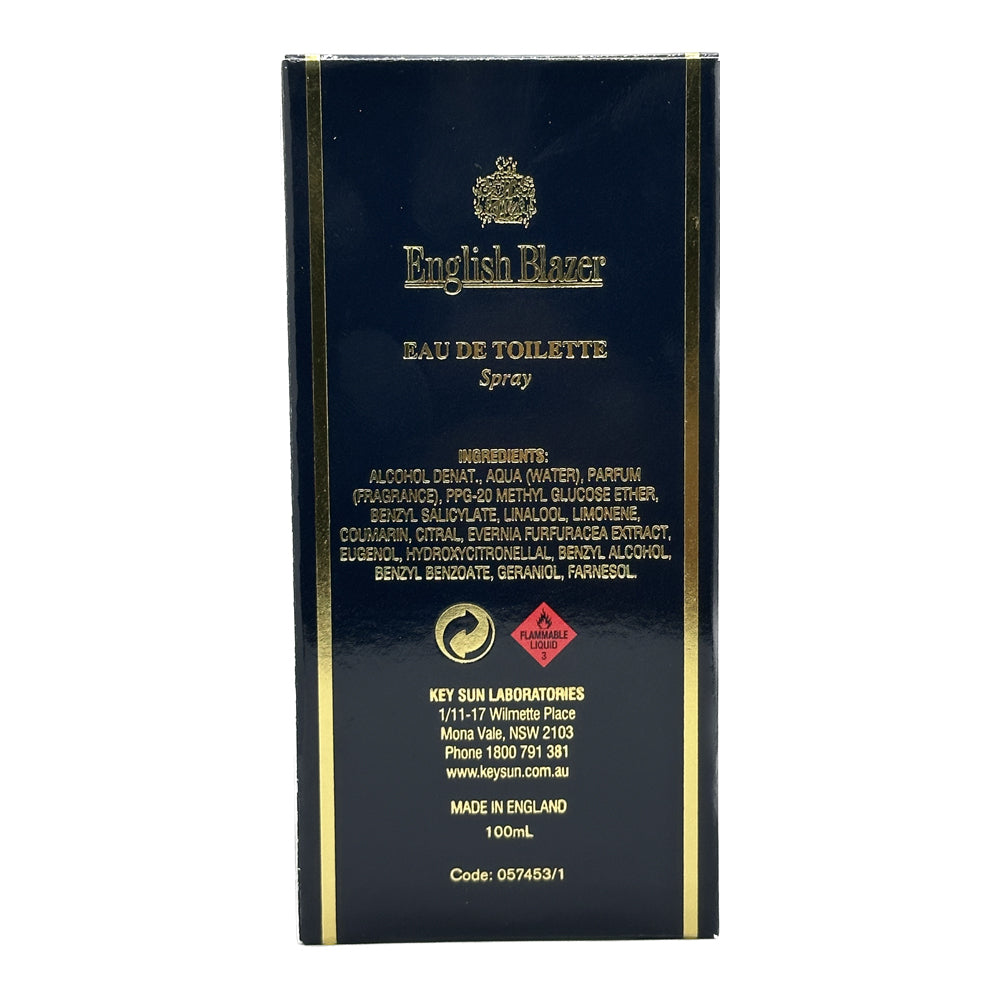 English Blazer
EAU DE TOILETTE
Spray
INGREDIENTS:
ALCOHOL DENAT., AQUA (WATER), PARFUM
(FRAGRANCE), PPG-20 METHYL GLUCOSE ETHER,
BENZYL SALICYLATE, LINALOOL, LIMONENE,
COUMARIN, CITRAL, EVERNIA FURFURACEA EXTRACT,
EUGENOL, HYDROXYCITRONELLAL, BENZYL ALCOHOL,
BENZYL BENZOATE, GERANIOL, FARNESOL.
FLAMMABLE
LIQUID
3
KEY SUN LABORATORIES
1/11-17 Wilmette Place
Mona Vale, NSW 2103
Phone 1800 791 381
www.keysun.com.au
MADE IN ENGLAND
100mL
Code: 057453/1